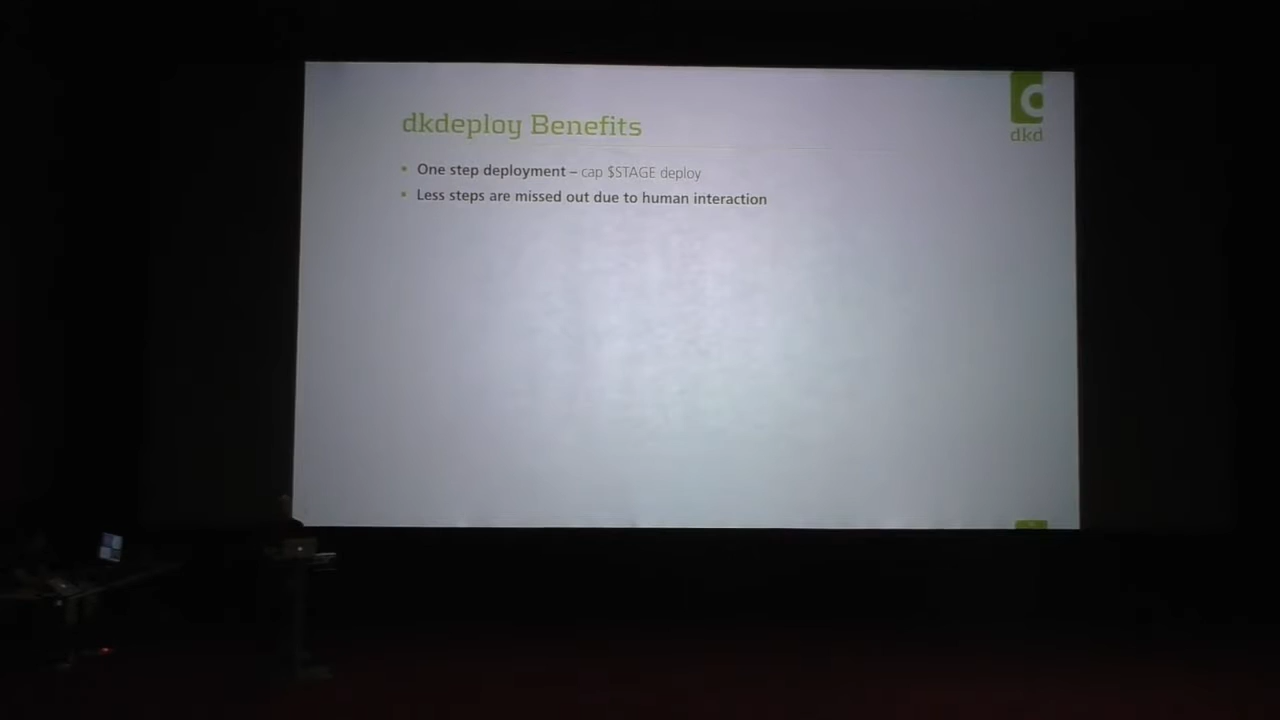 dkdeploy Benefits
dkd
One step deployment – cap $STAGE deploy
Less steps are missed out due to human interaction